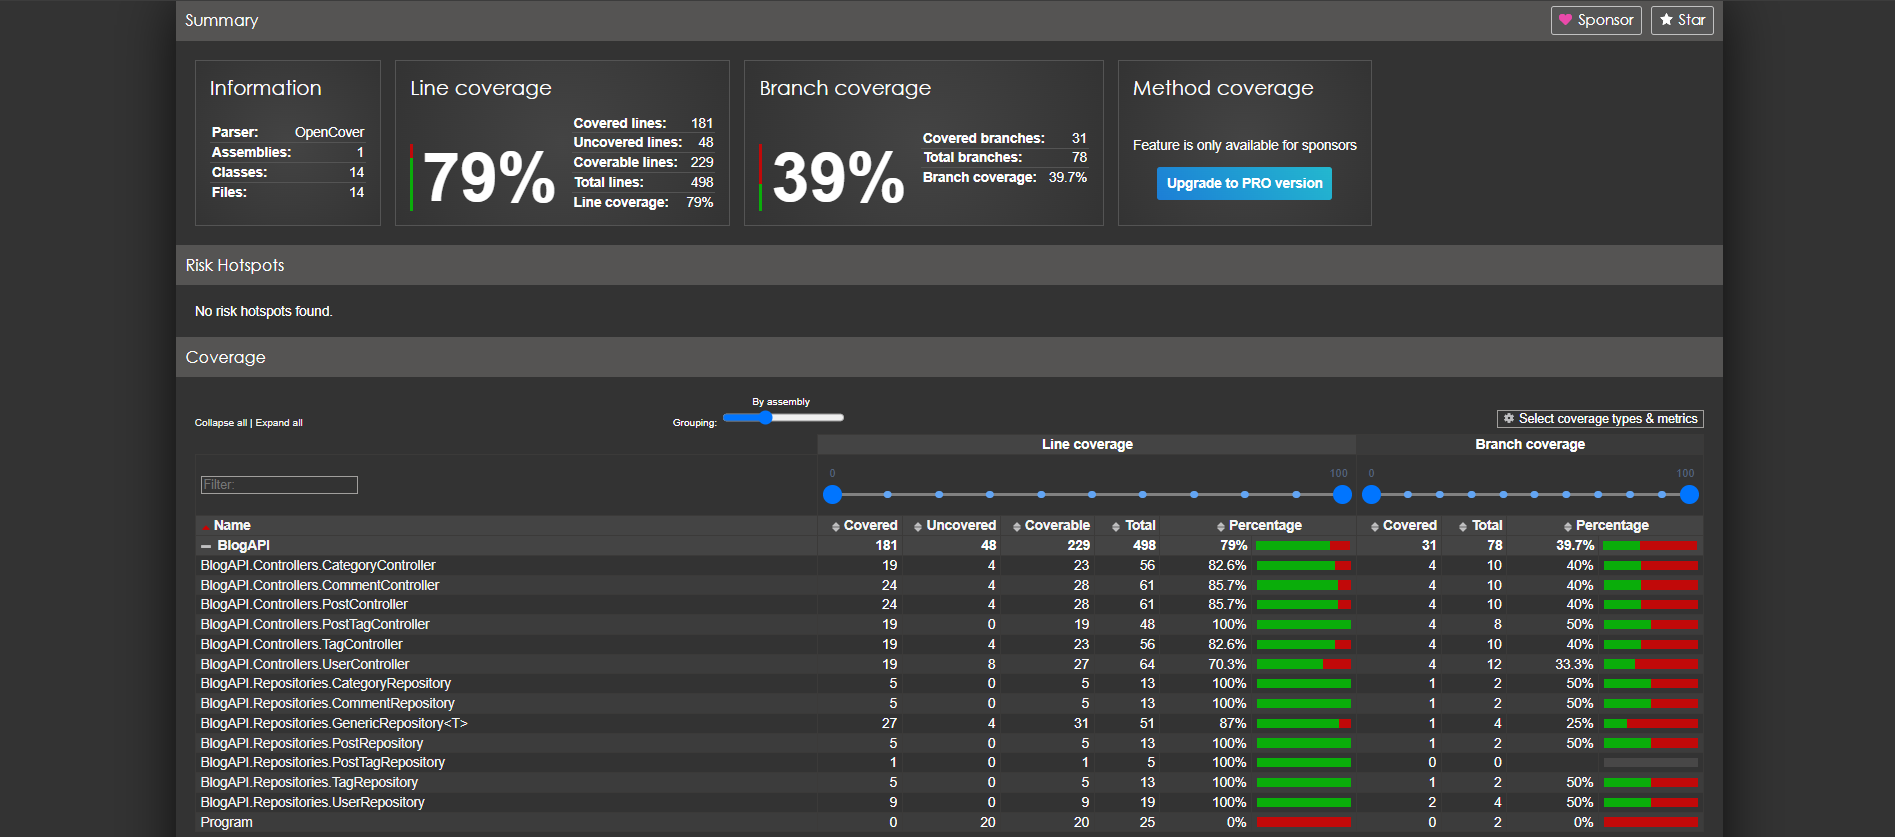 Summary
Sponsor
Star
Information
Parser: OpenCover
Assemblies: 1
Classes: 14
Files: 14
Line coverage
79%
Covered lines: 181
Uncovered lines: 48
Coverable lines: 229
Total lines: 498
Line coverage: 79%
Branch coverage
39%
Covered branches: 31
Total branches: 78
Branch coverage: 39.7%
Method coverage
Feature is only available for sponsors
Upgrade to PRO version
Risk Hotspots
No risk hotspots found.
Coverage
Collapse all | Expand all
By assembly
Grouping:
Select coverage types & metrics
Line coverage Branch coverage
0 100 0 100
Filter:
Name Covered Uncovered Coverable Total Percentage Covered Total Percentage
BlogAPI 181 48 229 498 79% 31 78 39.7%
BlogAPI.Controllers.CategoryController 19 4 23 56 82.6% 4 10 40%
BlogAPI.Controllers.CommentController 24 4 28 61 85.7% 4 10 40%
BlogAPI.Controllers.PostController 24 4 28 61 85.7% 4 10 40%
BlogAPI.Controllers.PostTagController 19 0 19 48 100% 4 8 50%
BlogAPI.Controllers.TagController 19 4 23 56 82.6% 4 10 40%
BlogAPI.Controllers.UserController 19 8 27 64 70.3% 4 12 33.3%
BlogAPI.Repositories.CategoryRepository 5 0 5 13 100% 1 2 50%
BlogAPI.Repositories.CommentRepository 5 0 5 13 100% 1 2 50%
BlogAPI.Repositories.GenericRepository<T> 27 4 31 51 87% 1 4 25%
BlogAPI.Repositories.PostRepository 5 0 5 13 100% 1 2 50%
BlogAPI.Repositories.PostTagRepository 1 0 1 5 100% 0 0
BlogAPI.Repositories.TagRepository 5 0 5 13 100% 1 2 50%
BlogAPI.Repositories.UserRepository 9 0 9 19 100% 2 4 50%
Program 0 20 20 25 0% 0 2 0%